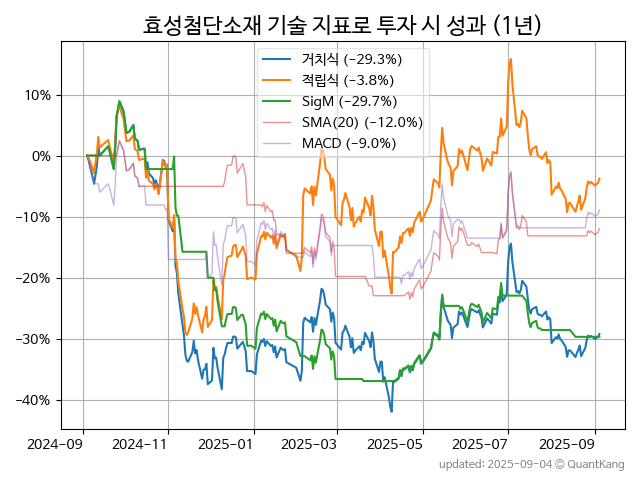 효성첨단소재 기술 지표로 투자 시 성과 (1년)
거치식 (−29.3%)
적립식 (−3.8%)
SigM (−29.7%)
SMA(20) (−12.0%)
MACD (−9.0%)
10%
0%
−10%
−20%
−30%
−40%
2024-09 2024-11 2025-01 2025-03 2025-05 2025-07 2025-09
updated: 2025-09-04 © QuantKang